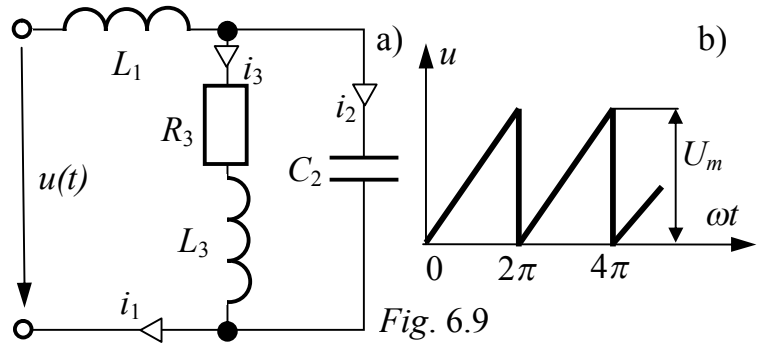 a)
b)
L1
i3
u
R3
i2
Um
u(t)
C2
L3
ωt
0
2π
4π
i1
Fig. 6.9